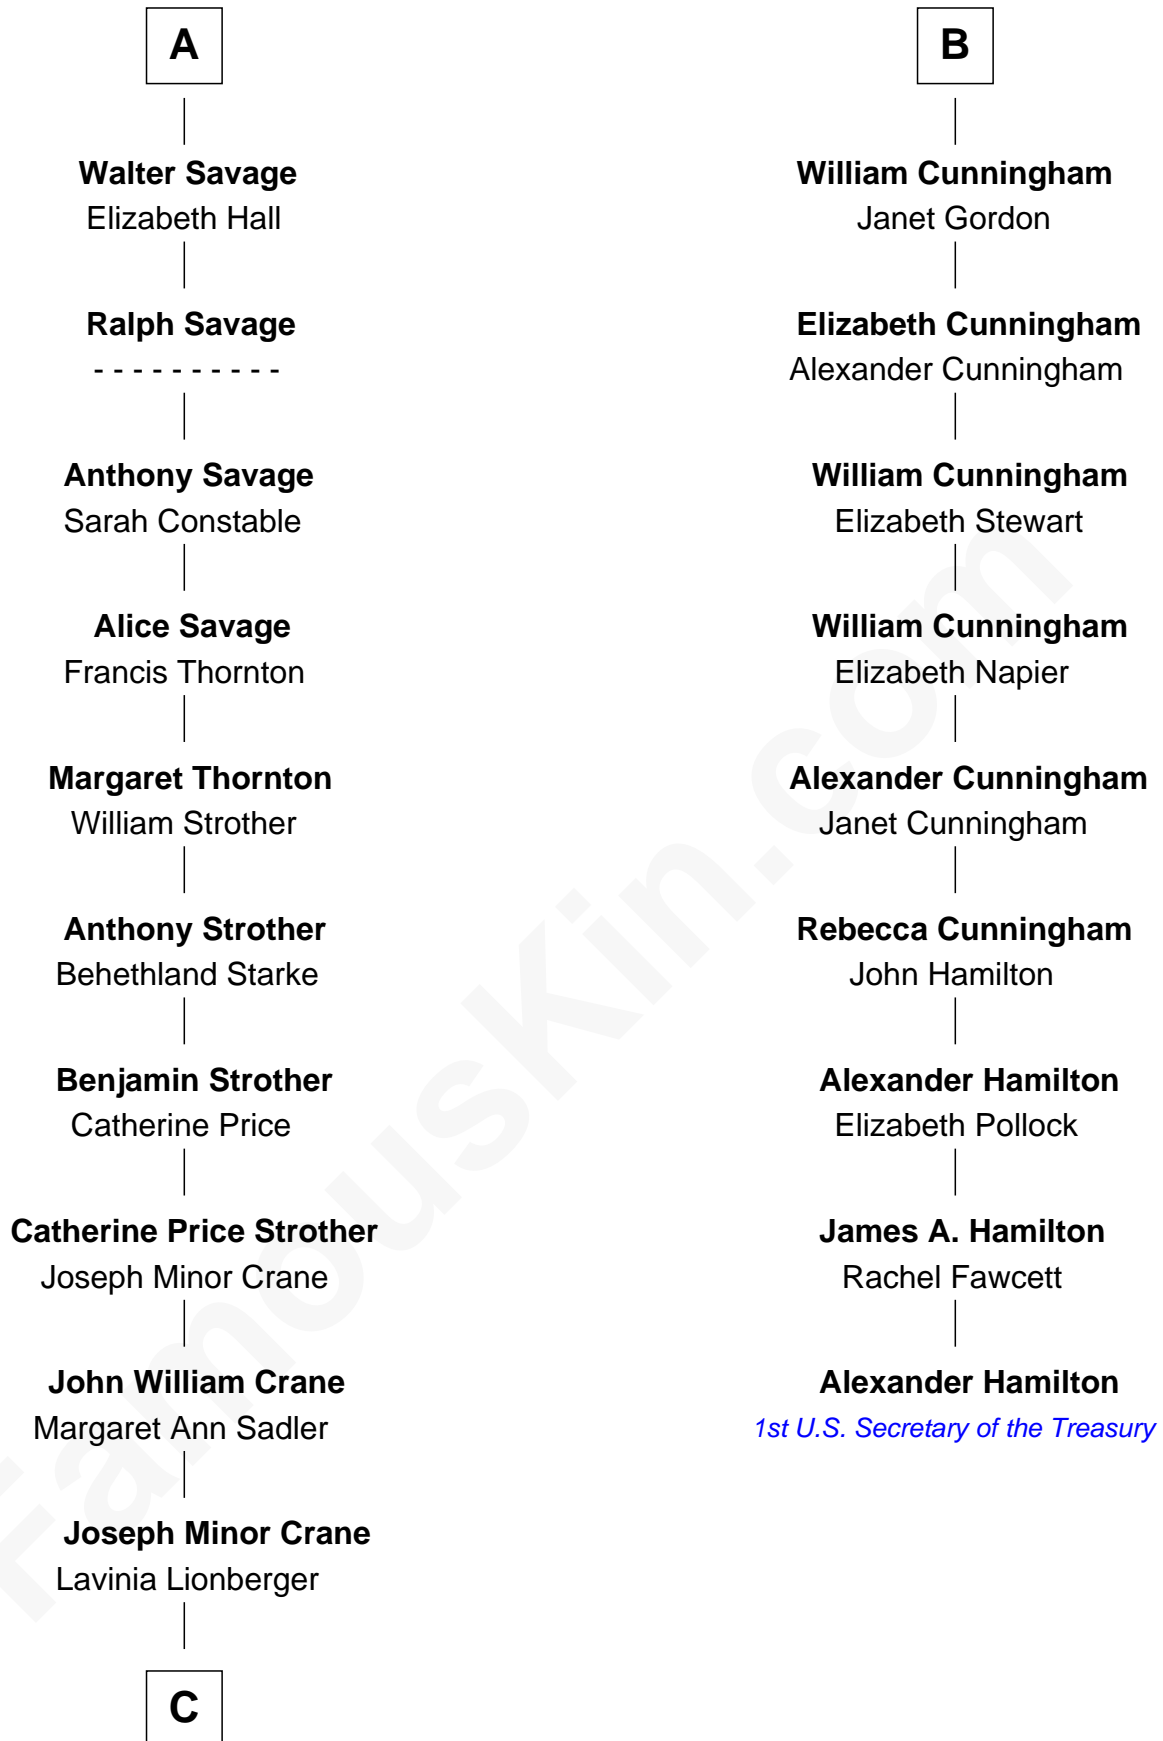 A
Walter Savage
Elizabeth Hall
Ralph Savage
- - - - - - - - - -
Anthony Savage
Sarah Constable
Alice Savage
Francis Thornton
Margaret Thornton
William Strother
Anthony Strother
Behethland Starke
Benjamin Strother
Catherine Price
Catherine Price Strother
Joseph Minor Crane
John William Crane
Margaret Ann Sadler
Joseph Minor Crane
Lavinia Lionberger
C
B
William Cunningham
Janet Gordon
Elizabeth Cunningham
Alexander Cunningham
William Cunningham
Elizabeth Stewart
William Cunningham
Elizabeth Napier
Alexander Cunningham
Janet Cunningham
Rebecca Cunningham
John Hamilton
Alexander Hamilton
Elizabeth Pollock
James A. Hamilton
Rachel Fawcett
Alexander Hamilton
1st U.S. Secretary of the Treasury
FamousKin.com